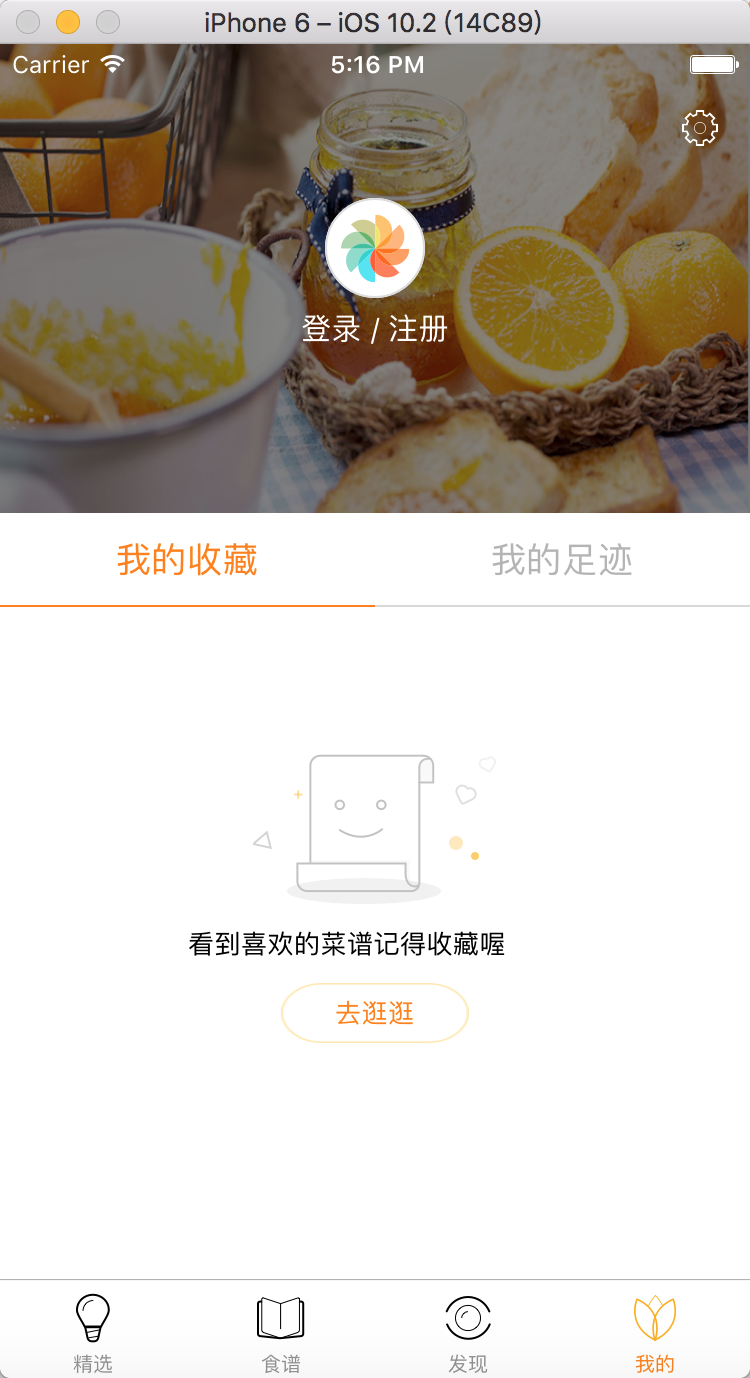 iPhone 6 – iOS 10.2 (14C89)
Carrier 5:16 PM
登录 / 注册
我的收藏 我的足迹
看到喜欢的菜谱记得收藏喔
去逛逛
精选 食谱 发现 我的